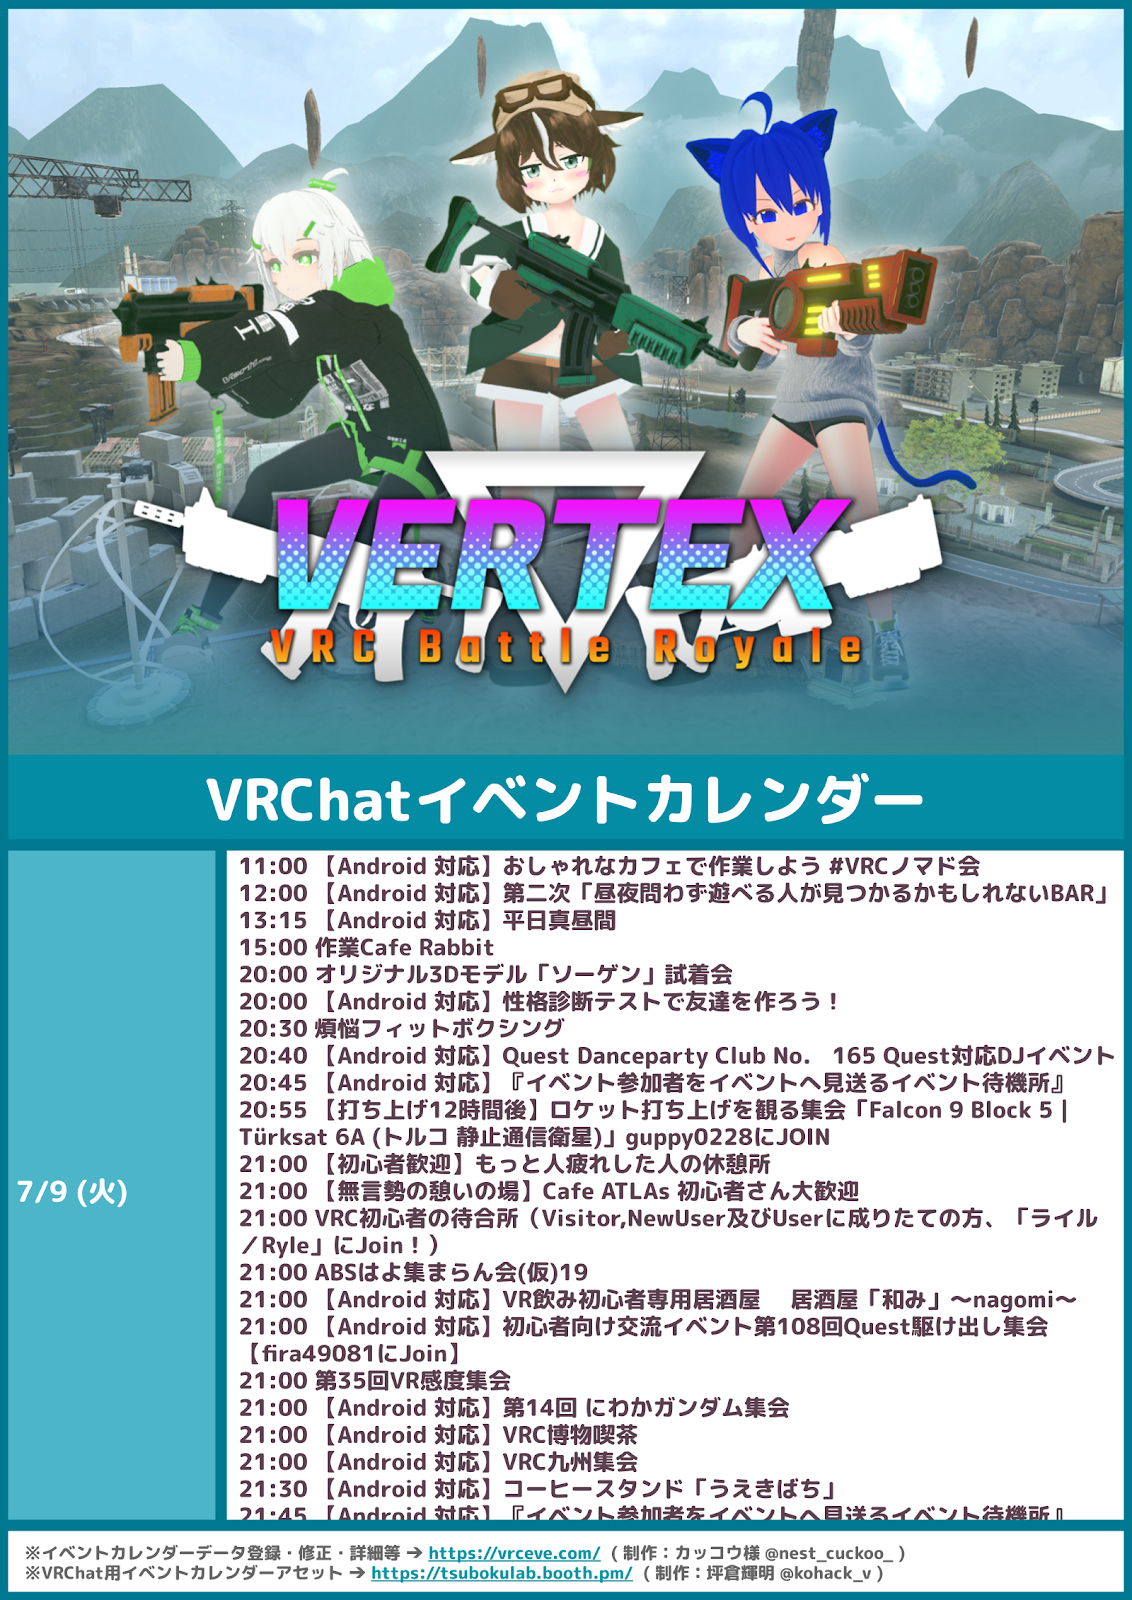 VERTEX
VRC Battle Royale
VRChatイベントカレンダー
7/9 (火)
11:00 【Android 対応】おしゃれなカフェで作業しよう #VRCノマド会
12:00 【Android 対応】第二次「昼夜問わず遊べる人が見つかるかもしれないBAR」
13:15 【Android 対応】平日真昼間
15:00 作業Cafe Rabbit
20:00 オリジナル3Dモデル「ソーゲン」試着会
20:00 【Android 対応】性格診断テストで友達を作ろう！
20:30 煩悩フィットボクシング
20:40 【Android 対応】Quest Danceparty Club No. 165 Quest対応DJイベント
20:45 【Android 対応】『イベント参加者をイベントへ見送るイベント待機所』
20:55 【打ち上げ12時間後】ロケット打ち上げを観る集会「Falcon 9 Block 5 |
Türksat 6A (トルコ 静止通信衛星)」guppy0228にJOIN
21:00 【初心者歓迎】もっと人疲れした人の休憩所
21:00 【無言勢の憩いの場】Cafe ATLAs 初心者さん大歓迎
21:00 VRC初心者の待合所（Visitor,NewUser及びUserに成りたての方、「ライル
／Ryle」にJoin！）
21:00 ABSはよ集まらん会(仮)19
21:00 【Android 対応】VR飲み初心者専用居酒屋　居酒屋「和み」～nagomi～
21:00 【Android 対応】初心者向け交流イベント第108回Quest駆け出し集会
【fira49081にJoin】
21:00 第35回VR感度集会
21:00 【Android 対応】第14回 にわかガンダム集会
21:00 【Android 対応】VRC博物喫茶
21:00 【Android 対応】VRC九州集会
21:30 【Android 対応】コーヒースタンド「うえきばち」
21:45 【Android 対応】『イベント参加者をイベントへ見送るイベント待機所』
※イベントカレンダーデータ登録・修正・詳細等 → https://vrceve.com/ ( 制作：カッコウ様 @nest_cuckoo_ )
※VRChat用イベントカレンダーアセット → https://tsubokulab.booth.pm/ ( 制作：坪倉輝明 @kohack_v )